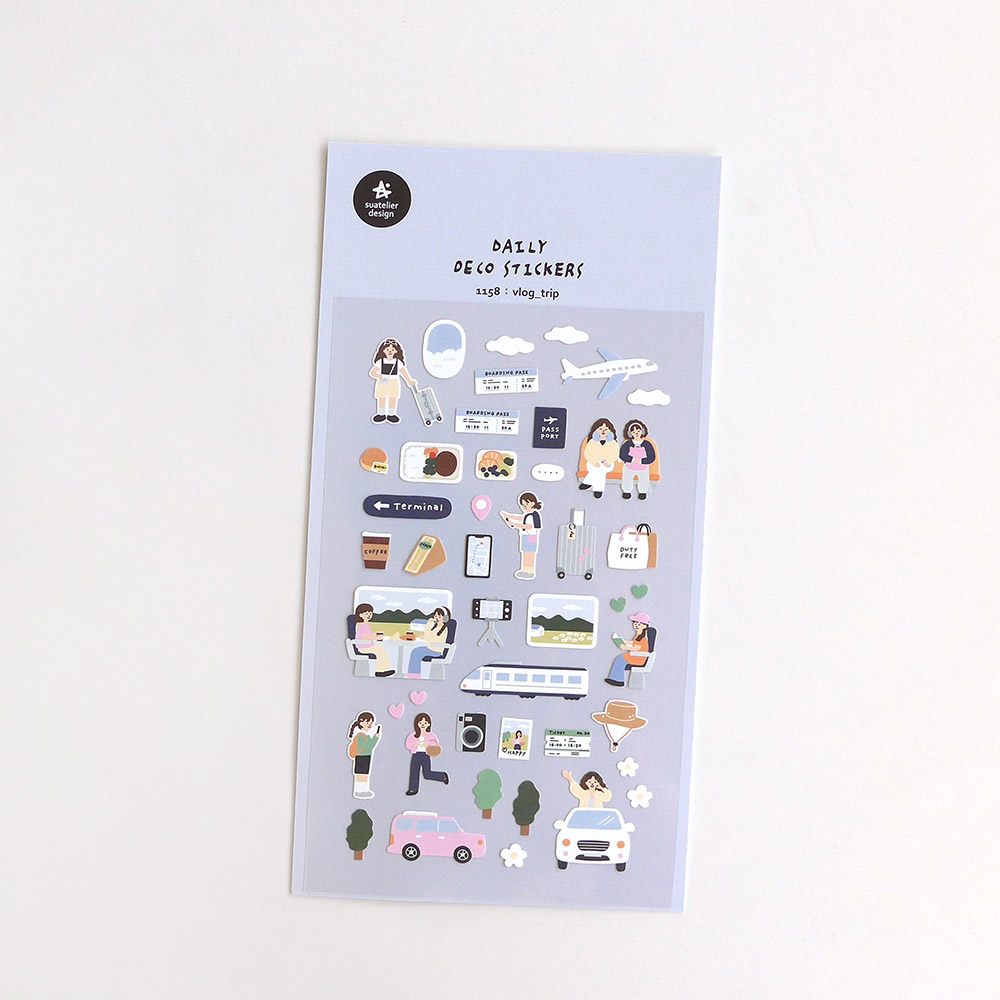 suatelier
design
DAILY
DECO STICKERS
1158 : vlog_trip
BOARDING PASS
BOARDING PASS
PASS
PORT
Terminal
COFFEE
DUTY
FREE
TICKET
HAPPY